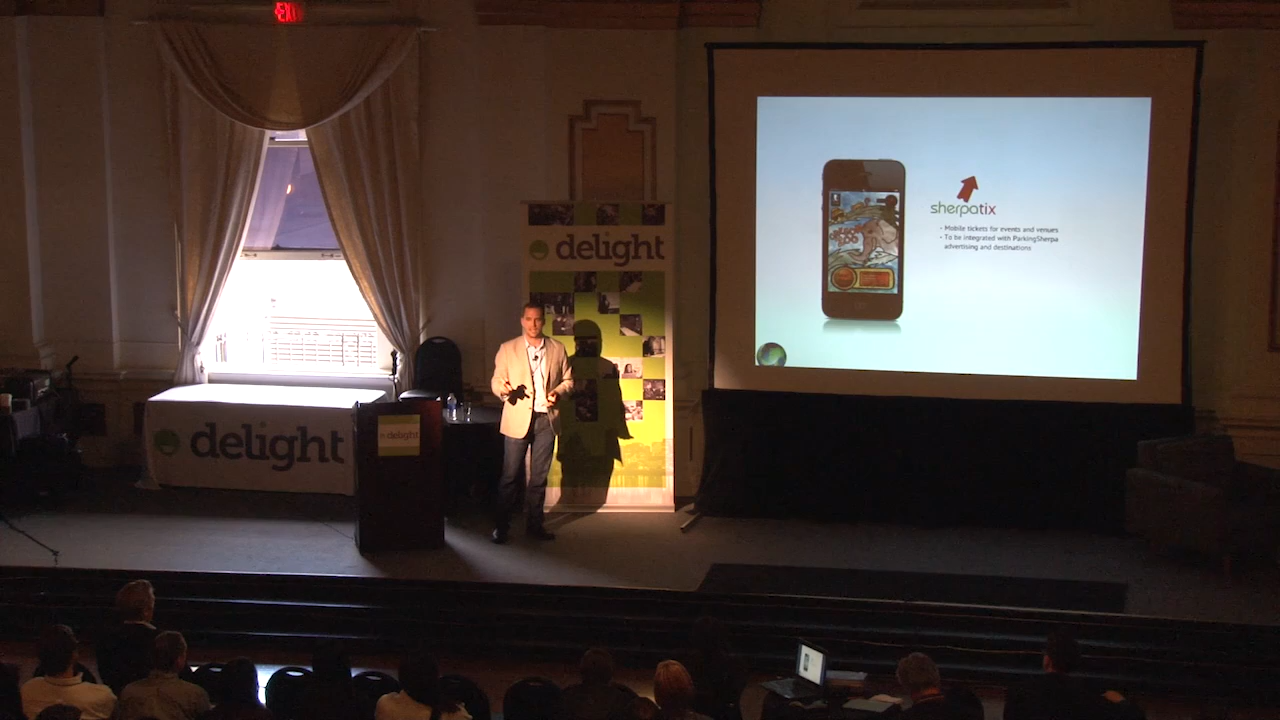 EXIT
delight
sherpatix
- Mobile tickets for events and venues
- To be integrated with ParkingSherpa
advertising and destinations
delight
delight